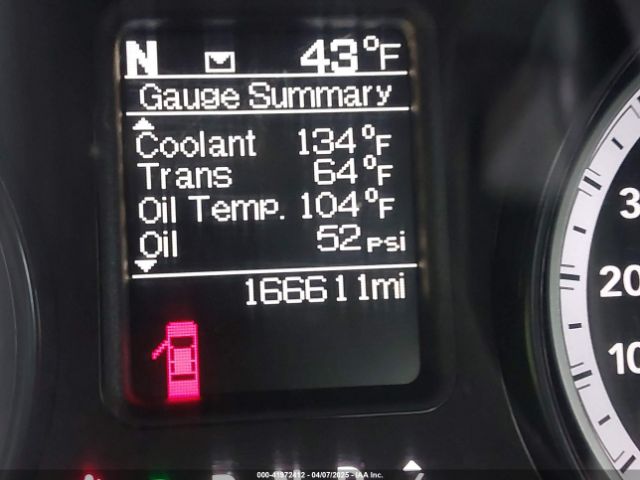 N 43°F
Gauge Summary
Coolant 134°F
Trans 64°F
Oil Temp. 104°F
Oil 52 psi
166611mi
20
10
000-41972412 - 04/07/2025 - IAA Inc.